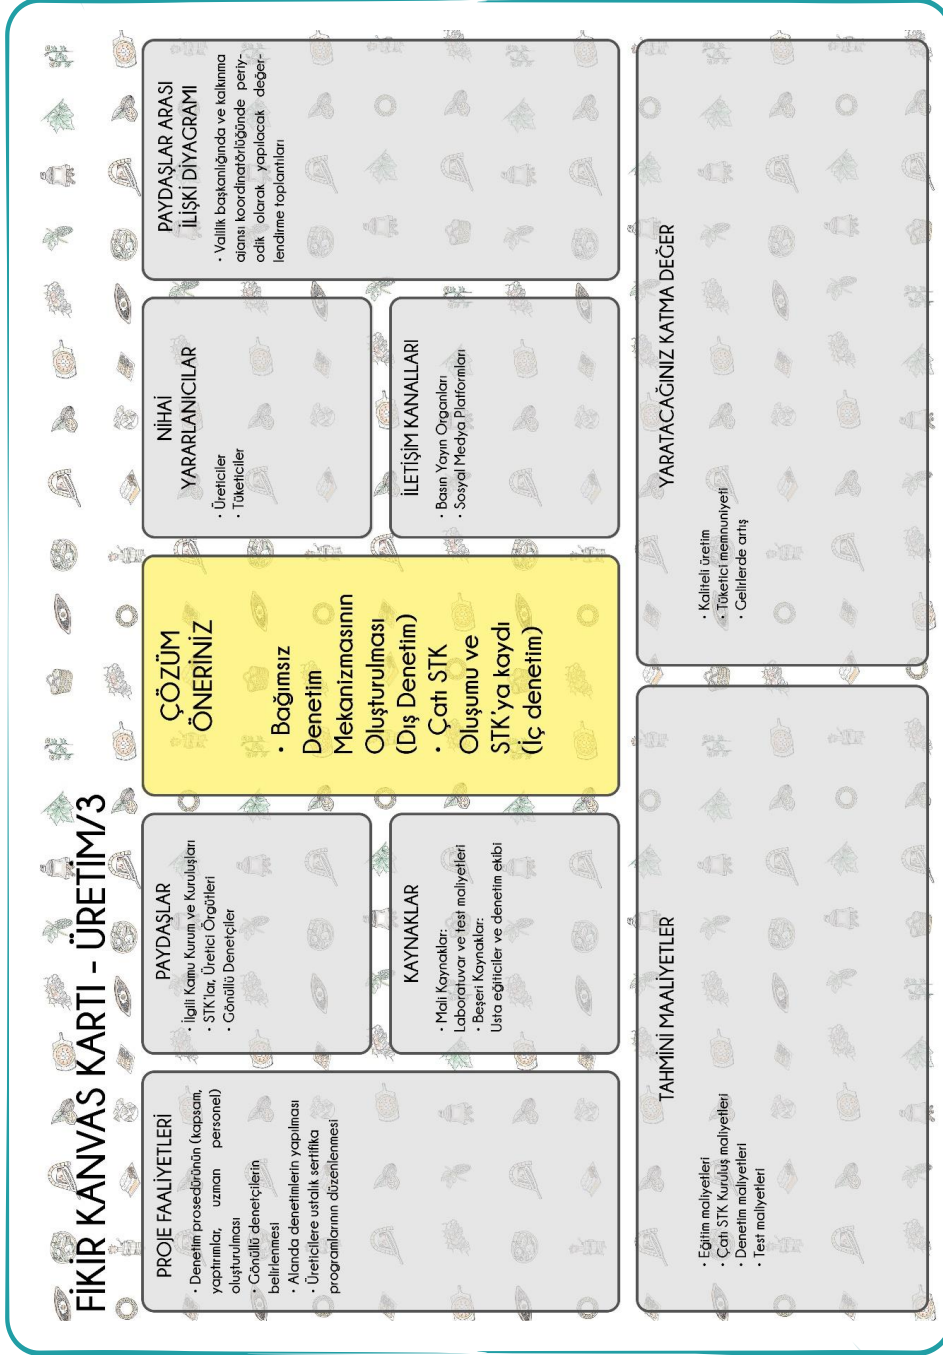 FİKİR KANVAS KARTI - ÜRETİM/3
PROJE FAALİYETLERİ
• Denetim prosedürünün (kapsam,
yaptırımlar, uzman personel)
oluşturulması
• Gönüllü denetçilerin
belirlenmesi
• Alanda denetimlerin yapılması
• Üreticilere ustalık sertifika
programlarının düzenlenmesi
PAYDAŞLAR
• İlgili Kamu Kurum ve Kuruluşları
• STK'lar, Üretici Örgütleri
• Gönüllü Denetçiler
KAYNAKLAR
• Mali Kaynaklar:
Laboratuvar ve test maliyetleri
• Beşeri Kaynaklar:
Usta eğiticiler ve denetim ekibi
ÇÖZÜM
ÖNERİNİZ
• Bağımsız
Denetim
Mekanizmasının
Oluşturulması
(Dış Denetim)
• Çatı STK
Oluşumu ve
STK'ya kaydı
(İç denetim)
NİHAİ
YARARLANICILAR
• Üreticiler
• Tüketiciler
İLETİŞİM KANALLARI
• Basın Yayın Organları
• Sosyal Medya Platformları
PAYDAŞLAR ARASI
İLİŞKİ DİYAGRAMI
• Valilik başkanlığında ve kalkınma
ajansı koordinatörlüğünde periy-
odik olarak yapılacak değer-
lendirme toplantıları
TAHMİNİ MAALİYETLER
• Eğitim maliyetleri
• Çatı STK Kuruluş maliyetleri
• Denetim maliyetleri
• Test maliyetleri
YARATACAĞINIZ KATMA DEĞER
• Kaliteli üretim
• Tüketici memnuniyeti
• Gelirlerde artış